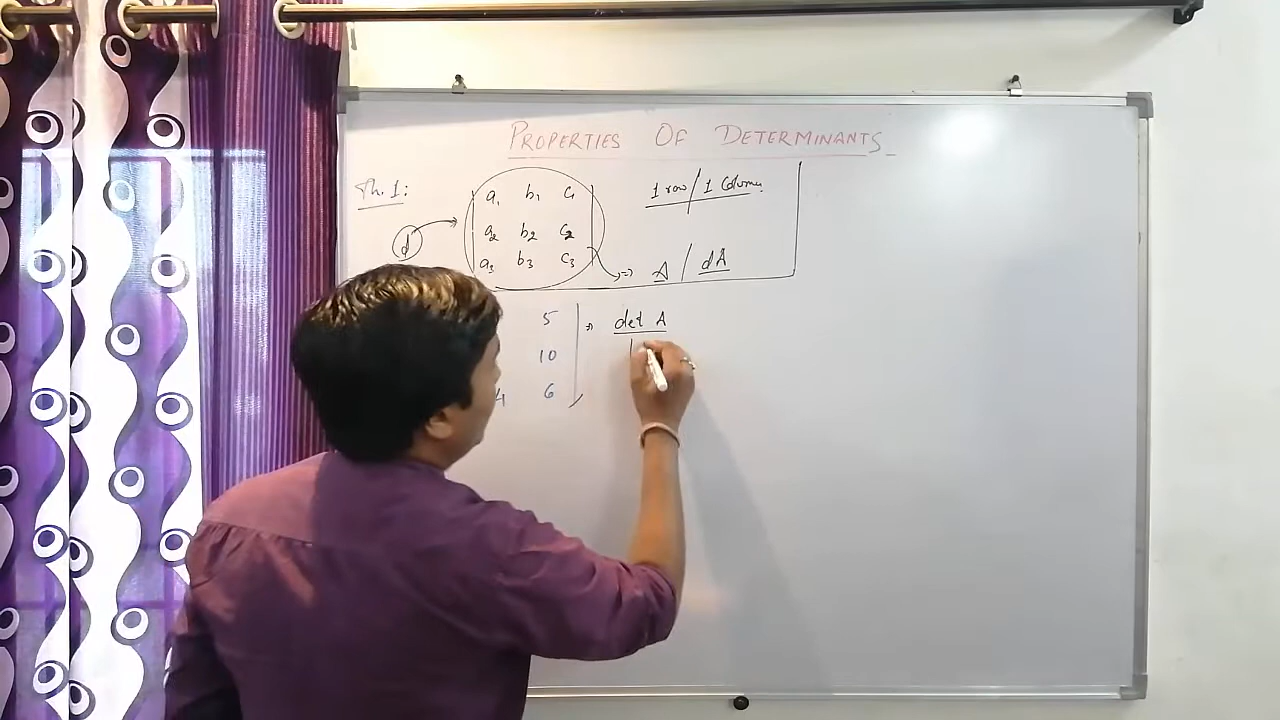 PROPERTIES OF DETERMINANTS
Th. 1:
a₁ b₁ c₁
1 row / 1 Column
d
a₂ b₂ c₂
a₃ b₃ c₃
⇒ A / dA
5 ⇒ det A
10
4 6